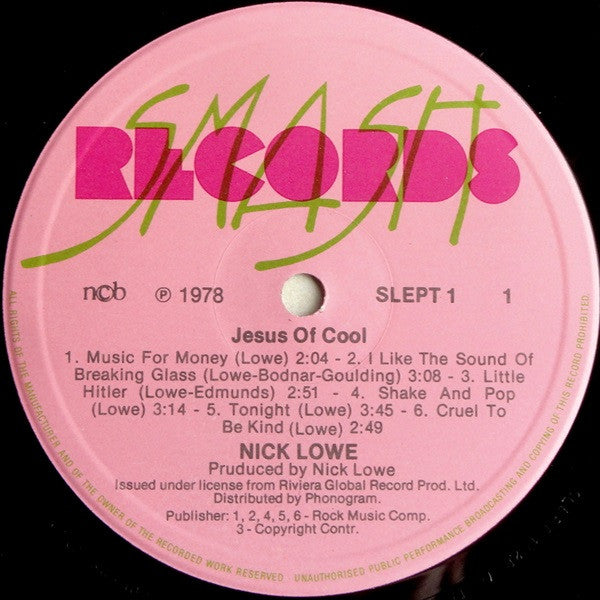 SMASH
RECORDS
ncb ℗ 1978 SLEPT 1 1
Jesus Of Cool
1. Music For Money (Lowe) 2:04 - 2. I Like The Sound Of
Breaking Glass (Lowe-Bodnar-Goulding) 3:08 - 3. Little
Hitler (Lowe-Edmunds) 2:51 - 4. Shake And Pop
(Lowe) 3:14 - 5. Tonight (Lowe) 3:45 - 6. Cruel To
Be Kind (Lowe) 2:49
NICK LOWE
Pruduced by Nick Lowe
Issued under license from Riviera Global Record Prod. Ltd.
Distributed by Phonogram.
Publisher: 1, 2, 4, 5, 6 - Rock Music Comp.
3 - Copyright Contr.
ALL RIGHTS OF THE MANUFACTURER AND OF THE OWNER OF THE RECORDED WORK RESERVED UNAUTHORISED PUBLIC PERFORMANCE BROADCASTING AND COPYING OF THIS RECORD PROHIBITED.